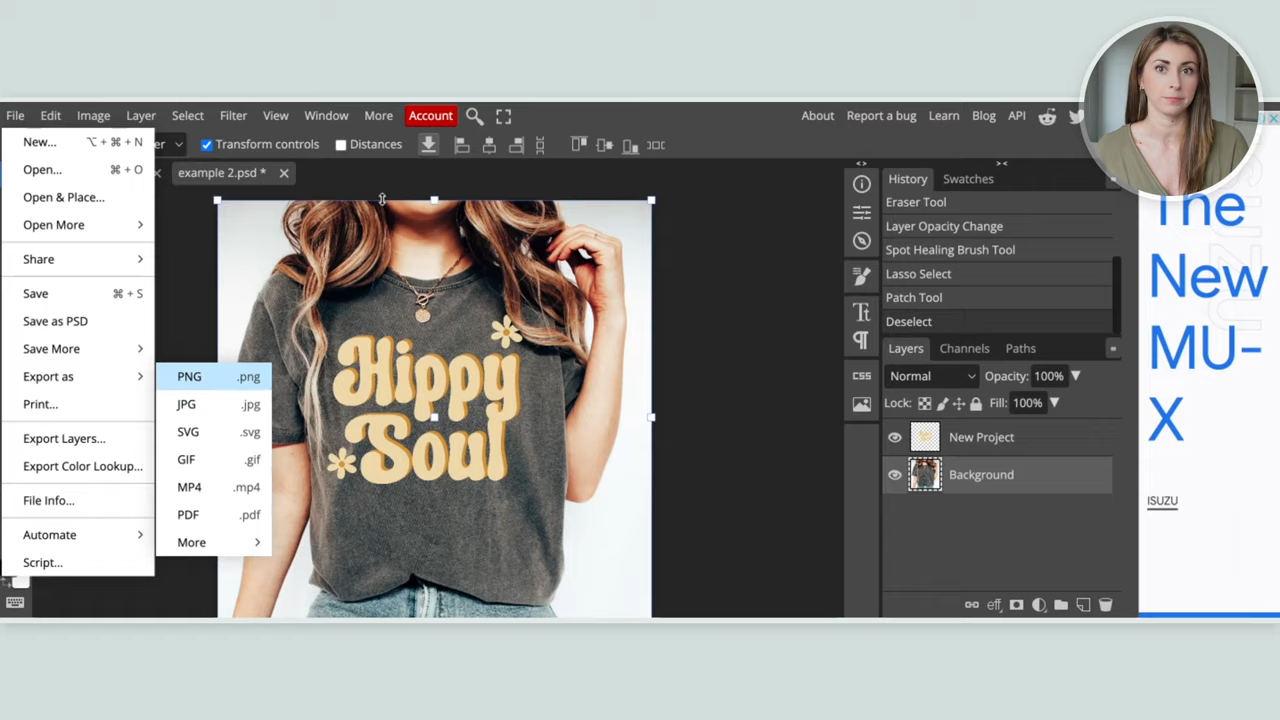 File Edit Image Layer Select Filter View Window More Account
About Report a bug Learn Blog API
Transform controls Distances
example 2.psd *
New... ⌥ + ⌘ + N
Open... ⌘ + O
Open & Place...
Open More
Share
Save ⌘ + S
Save as PSD
Save More
Export as
Print...
Export Layers...
Export Color Lookup...
File Info...
Automate
Script...
PNG .png
JPG .jpg
SVG .svg
GIF .gif
MP4 .mp4
PDF .pdf
More
Hippy
Soul
CSS
History Swatches
Eraser Tool
Layer Opacity Change
Spot Healing Brush Tool
Lasso Select
Patch Tool
Deselect
Layers Channels Paths
Normal Opacity: 100%
Lock: Fill: 100%
New Project
Background
eff
The
New
MU-
X
ISUZU